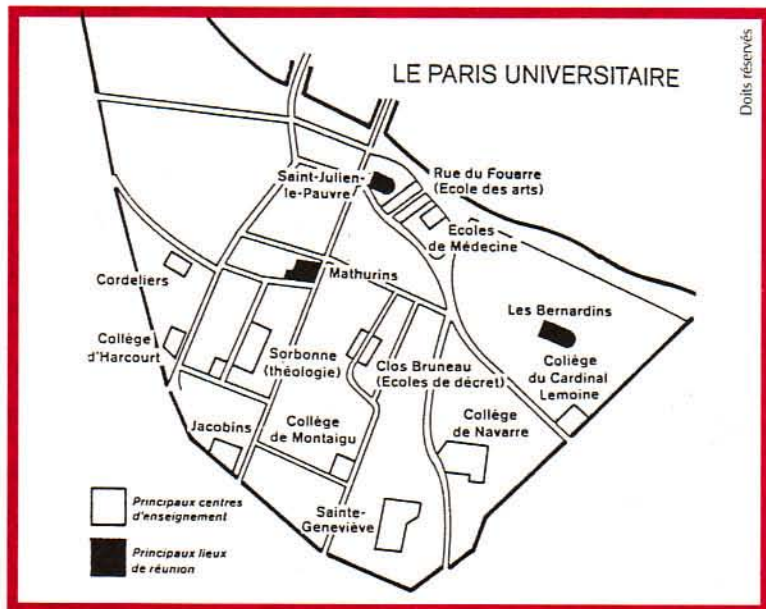 LE PARIS UNIVERSITAIRE
Doits réservés
Saint-Julien-
le-Pauvre
Rue du Fouarre
(Ecole des arts)
Ecoles
de Médecine
Cordeliers
Mathurins
Les Bernardins
Collège
d'Harcourt
Sorbonne
(théologie)
Clos Bruneau
(Ecoles de décret)
Collège
du Cardinal
Lemoine
Jacobins
Collège
de Montaigu
Collège
de Navarre
Sainte-
Geneviève
Principaux centres
d'enseignement
Principaux lieux
de réunion